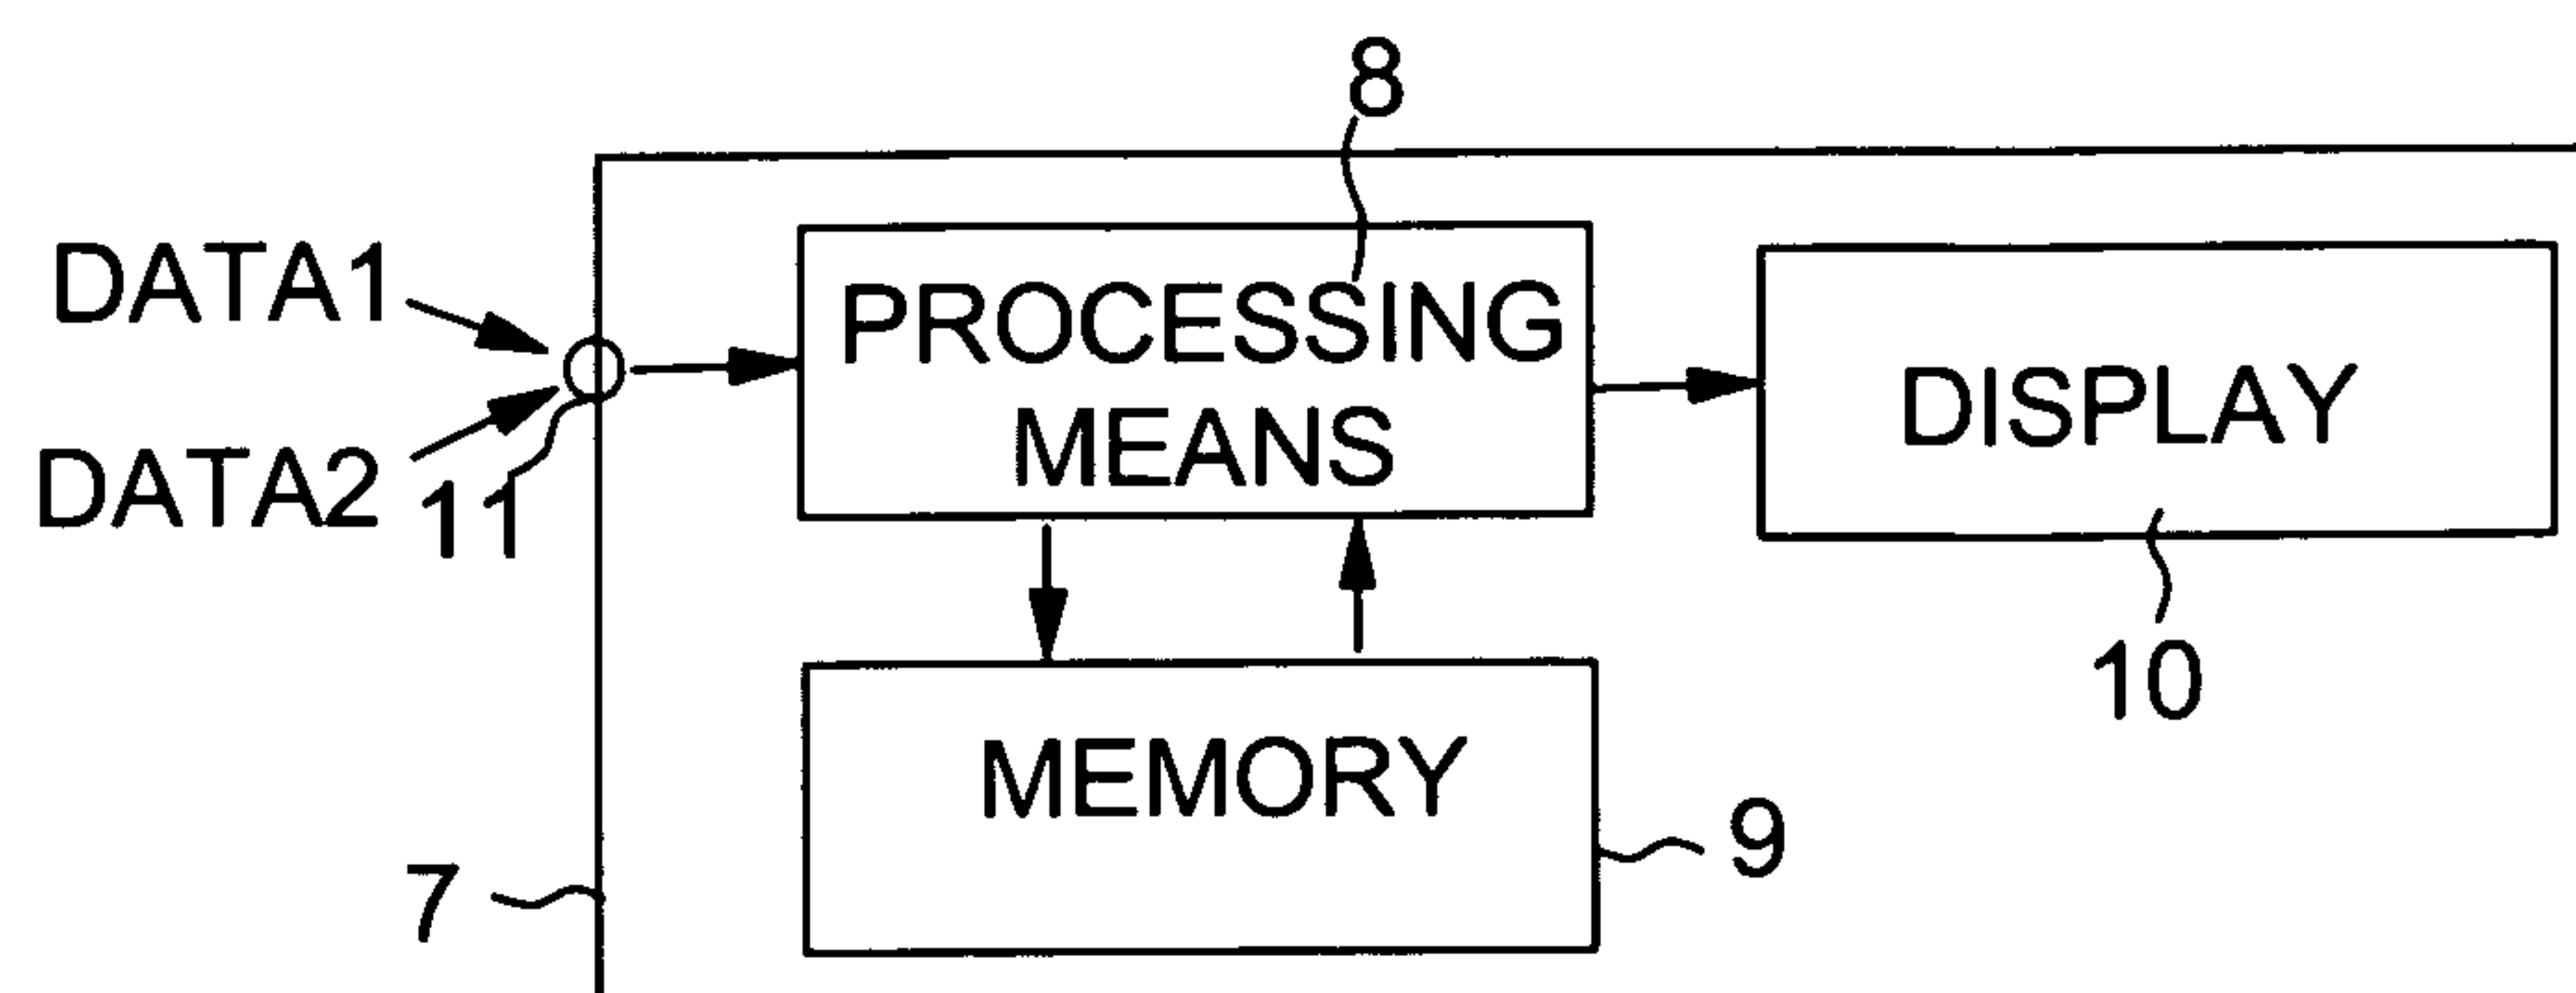 8
DATA1
PROCESSING
MEANS
DISPLAY
DATA2
11
10
MEMORY
9
7